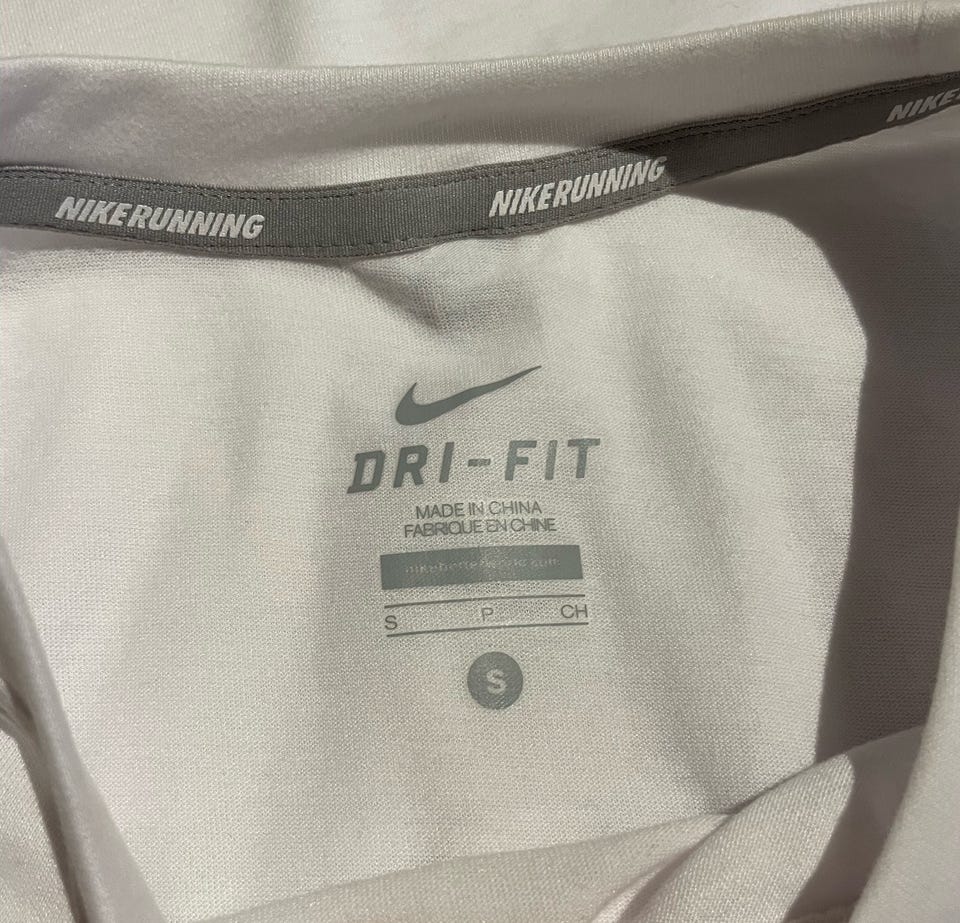 NIKERUNNING NIKERUNNING NIKE
DRI-FIT
MADE IN CHINA
FABRIQUE EN CHINE
S P CH
S